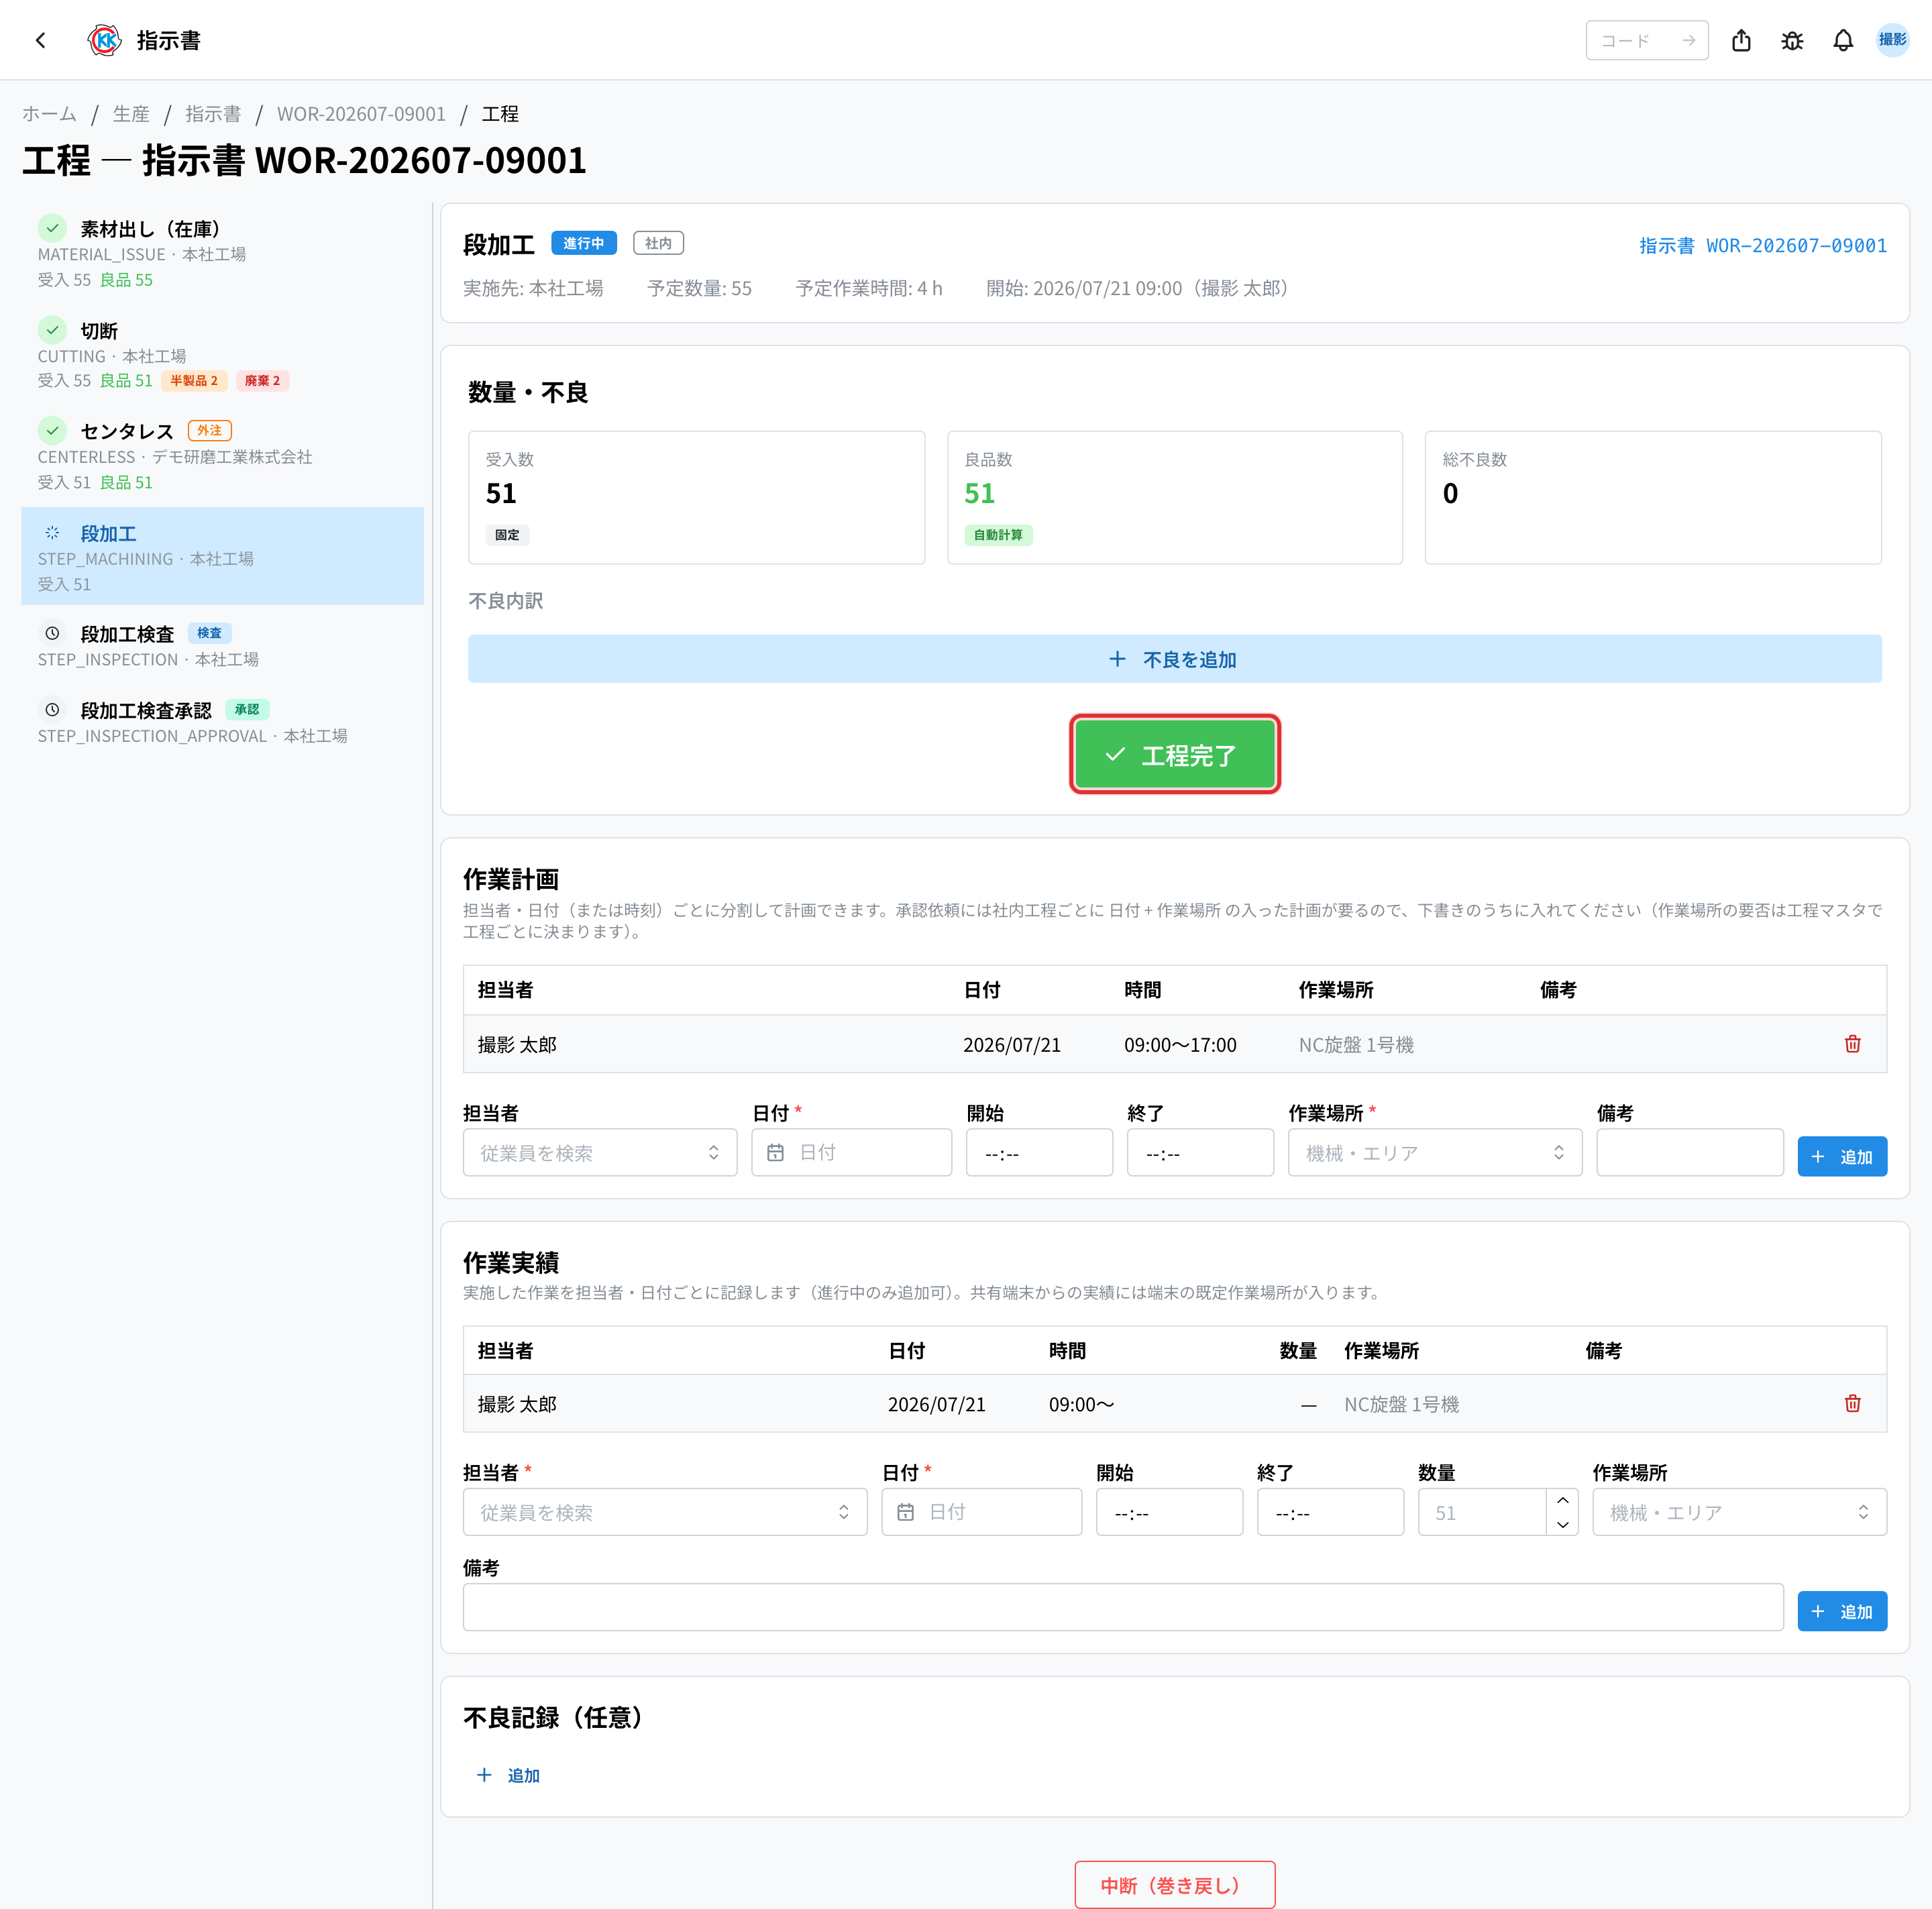 KK 指示書
コード
撮影
ホーム / 生産 / 指示書 / WOR-202607-09001 / 工程
工程 — 指示書 WOR-202607-09001
素材出し（在庫）
MATERIAL_ISSUE · 本社工場
受入 55 良品 55
切断
CUTTING · 本社工場
受入 55 良品 51 半製品 2 廃棄 2
センタレス 外注
CENTERLESS · デモ研磨工業株式会社
受入 51 良品 51
段加工
STEP_MACHINING · 本社工場
受入 51
段加工検査 検査
STEP_INSPECTION · 本社工場
段加工検査承認 承認
STEP_INSPECTION_APPROVAL · 本社工場
段加工 進行中 社内
指示書 WOR-202607-09001
実施先: 本社工場 予定数量: 55 予定作業時間: 4 h 開始: 2026/07/21 09:00（撮影 太郎）
数量・不良
受入数
51
固定
良品数
51
自動計算
総不良数
0
不良内訳
不良を追加
工程完了
作業計画
担当者・日付（または時刻）ごとに分割して計画できます。承認依頼には社内工程ごとに 日付 + 作業場所 の入った計画が要るので、下書きのうちに入れてください（作業場所の要否は工程マスタで
工程ごとに決まります）。
担当者 日付 時間 作業場所 備考
撮影 太郎 2026/07/21 09:00〜17:00 NC旋盤 1号機
担当者 日付 * 開始 終了 作業場所 * 備考
従業員を検索 日付 --:-- --:-- 機械・エリア 追加
作業実績
実施した作業を担当者・日付ごとに記録します（進行中のみ追加可）。共有端末からの実績には端末の既定作業場所が入ります。
担当者 日付 時間 数量 作業場所 備考
撮影 太郎 2026/07/21 09:00〜 — NC旋盤 1号機
担当者 * 日付 * 開始 終了 数量 作業場所
従業員を検索 日付 --:-- --:-- 51 機械・エリア
備考
追加
不良記録（任意）
追加
中断（巻き戻し）